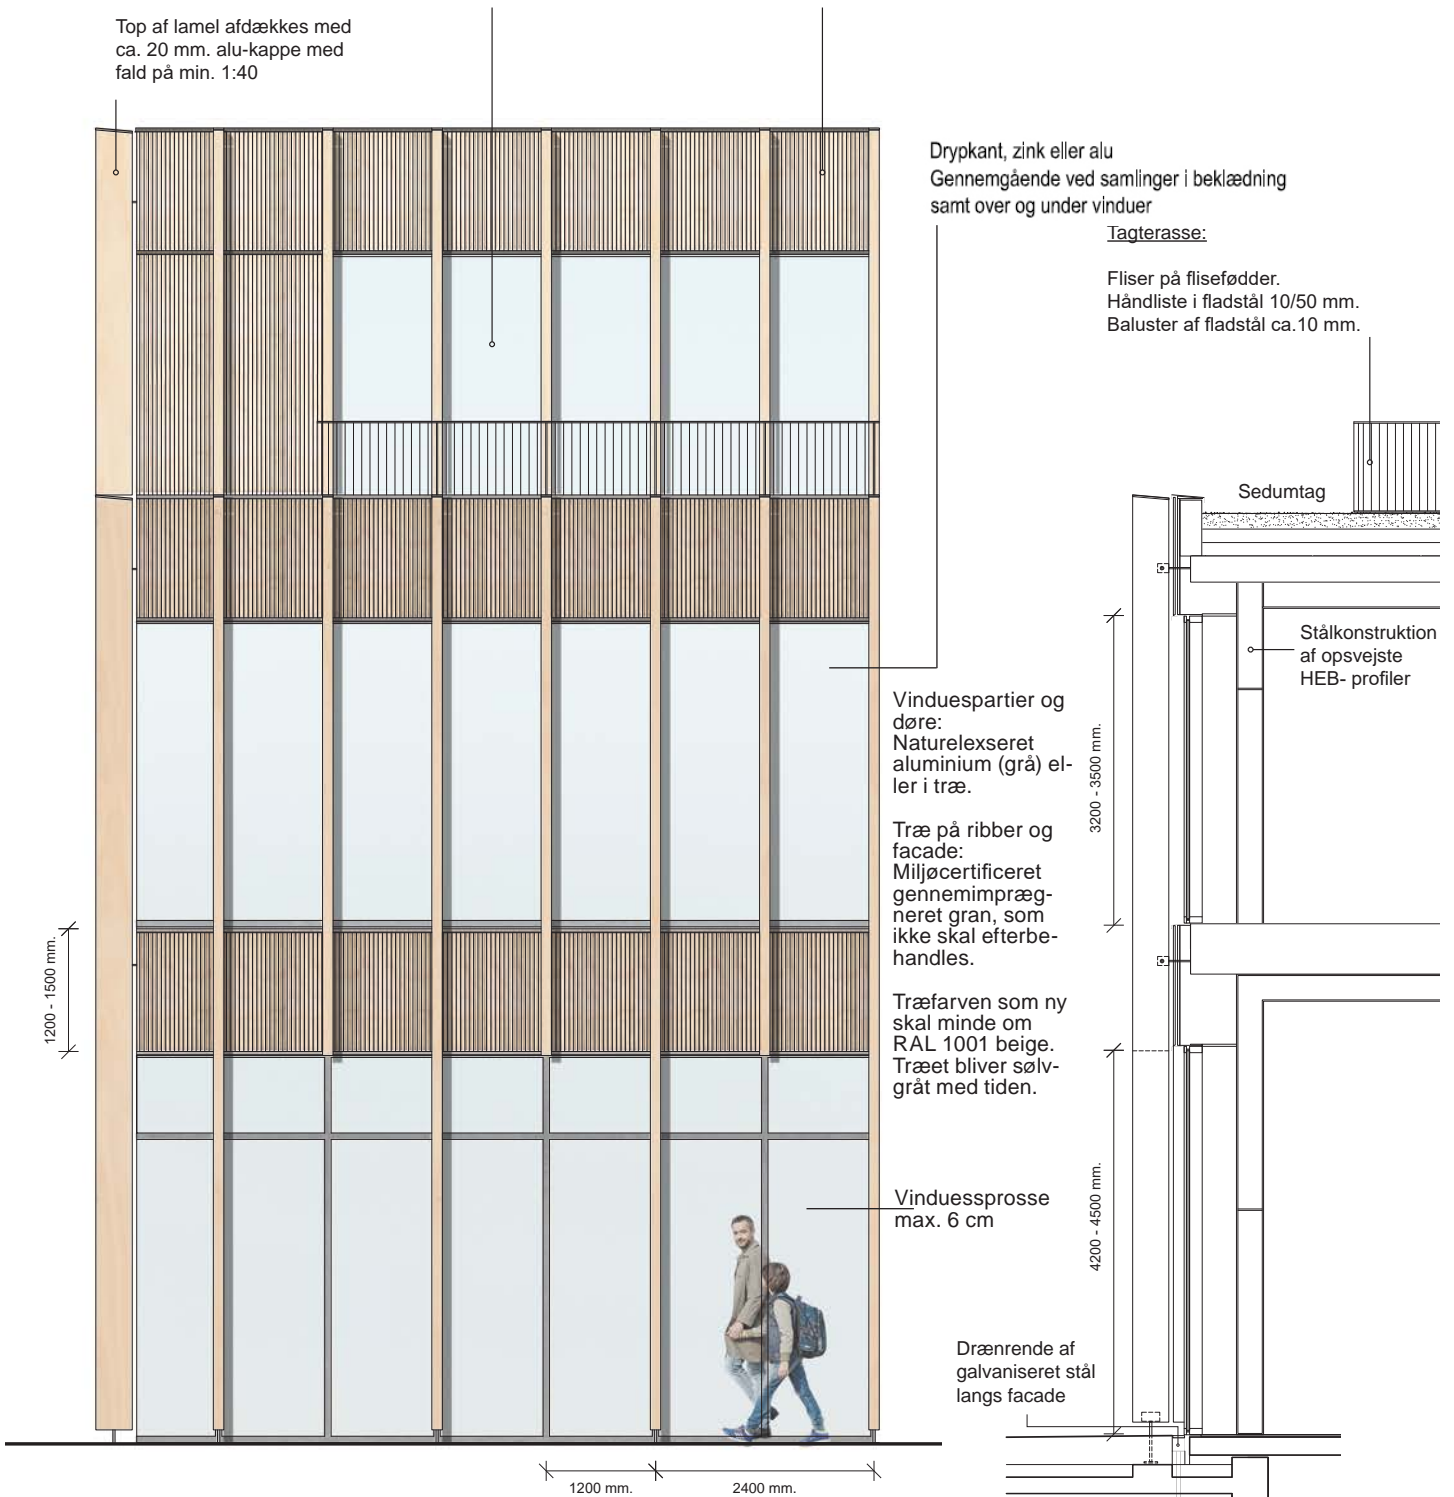 Top af lamel afdækkes med
ca. 20 mm. alu-kappe med
fald på min. 1:40
Drypkant, zink eller alu
Gennemgående ved samlinger i beklædning
samt over og under vinduer
Tagterasse:
Fliser på flisefødder.
Håndliste i fladstål 10/50 mm.
Baluster af fladstål ca.10 mm.
Sedumtag
Stålkonstruktion
af opsvejste
HEB- profiler
Vinduespartier og
døre:
Naturelexseret
aluminium (grå) el-
ler i træ.
Træ på ribber og
facade:
Miljøcertificeret
gennemimpræg-
neret gran, som
ikke skal efterbe-
handles.
Træfarven som ny
skal minde om
RAL 1001 beige.
Træet bliver sølv-
gråt med tiden.
3200 - 3500 mm.
1200 - 1500 mm.
4200 - 4500 mm.
Vinduessprosse
max. 6 cm
Drænrende af
galvaniseret stål
langs facade
1200 mm.
2400 mm.